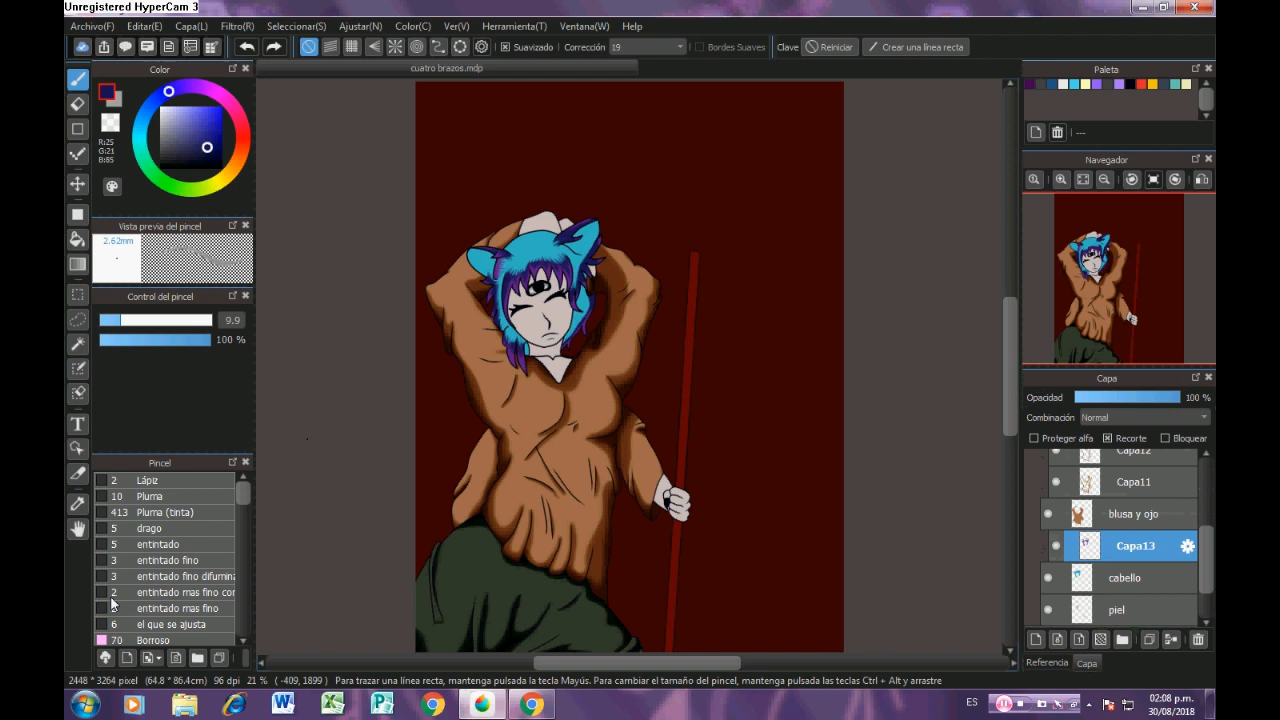 Unregistered HyperCam 3
Archivo(F) Editar(E) Capa(L) Filtro(R) Seleccionar(S) Ajustar(N) Color(C) Ver(V) Herramienta(T) Ventana(W) Help
Suavizado Corrección 19 Bordes Suaves Clave Reiniciar Crear una línea recta
Color
cuatro brazos.mdp
Paleta
R:25
G:21
B:85
---
Navegador
Vista previa del pincel
2.62mm
Control del pincel
9.9
100 %
Capa
Opacidad 100 %
Combinación Normal
Proteger alfa Recorte Bloquear
Capa12
Capa11
blusa y ojo
Capa13
cabello
piel
Referencia Capa
Pincel
2 Lápiz
10 Pluma
413 Pluma (tinta)
5 drago
5 entintado
3 entintado fino
3 entintado fino difumina
2 entintado mas fino cor
entintado mas fino
6 el que se ajusta
70 Borroso
2448 * 3264 pixel (64.8 * 86.4cm) 96 dpi 21 % ( -409, 1899 ) Para trazar una línea recta, mantenga pulsada la tecla Mayús. Para cambiar el tamaño del pincel, mantenga pulsadas las teclas Ctrl + Alt y arrastre
ES
02:08 p.m.
30/08/2018